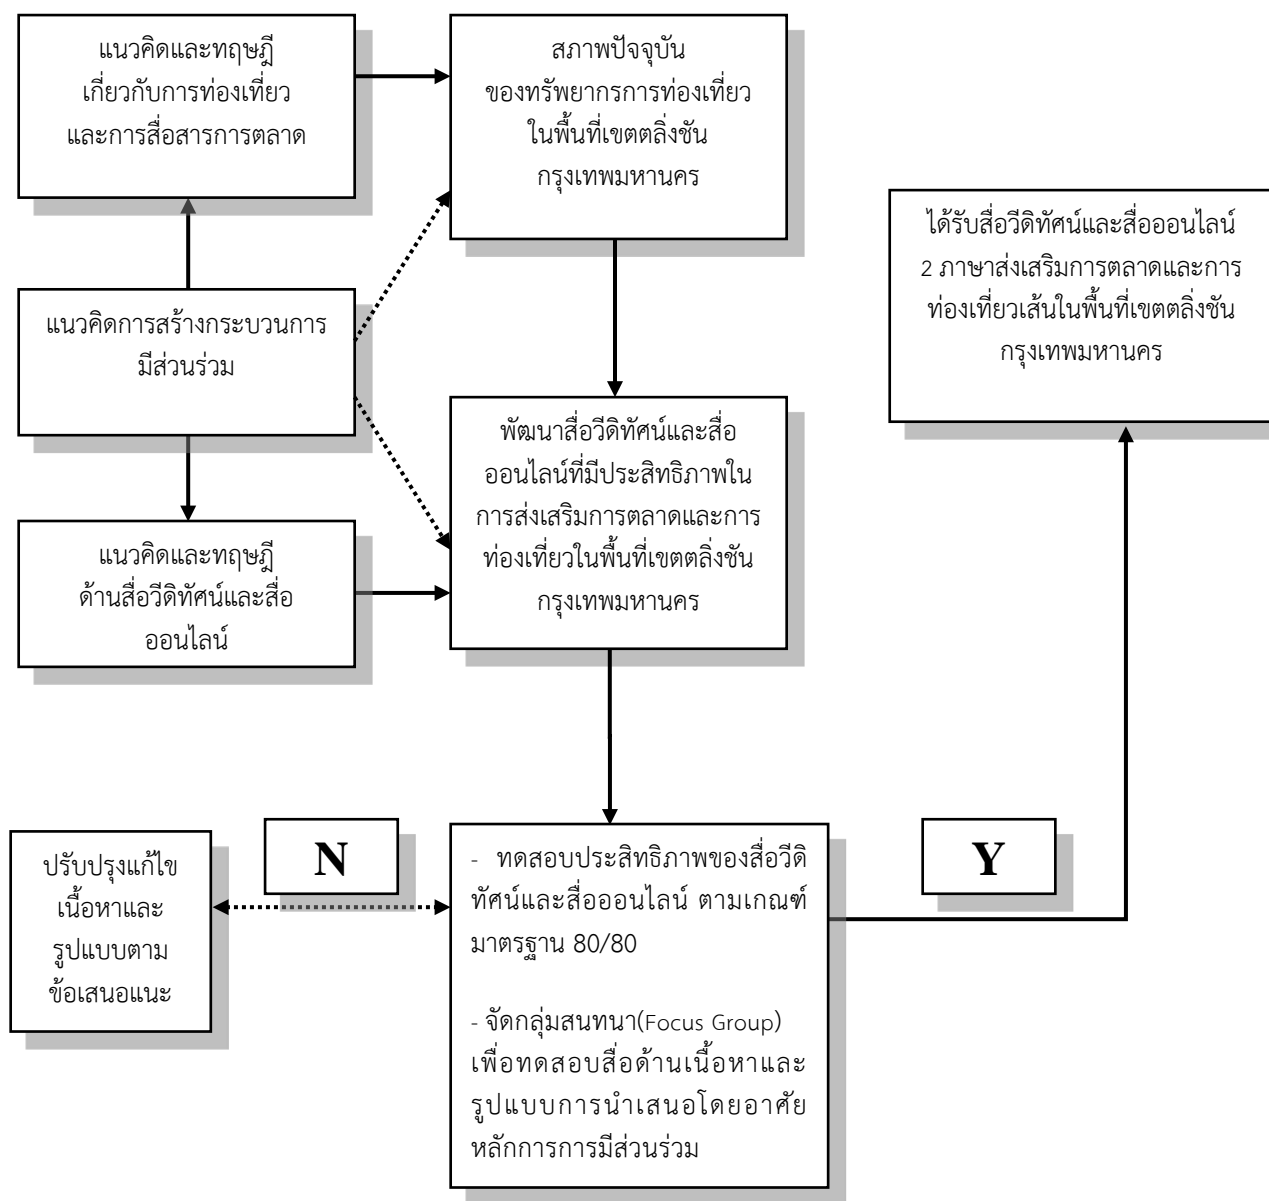 แนวคิดและทฤษฎี
เกี่ยวกับการท่องเที่ยว
และการสื่อสารการตลาด
สภาพปัจจุบัน
ของทรัพยากรการท่องเที่ยว
ในพื้นที่เขตตลิ่งชัน
กรุงเทพมหานคร
ได้รับสื่อวีดิทัศน์และสื่อออนไลน์
2 ภาษาส่งเสริมการตลาดและการ
ท่องเที่ยวเส้นในพื้นที่เขตตลิ่งชัน
กรุงเทพมหานคร
แนวคิดการสร้างกระบวนการ
มีส่วนร่วม
พัฒนาสื่อวีดิทัศน์และสื่อ
ออนไลน์ที่มีประสิทธิภาพใน
การส่งเสริมการตลาดและการ
ท่องเที่ยวในพื้นที่เขตตลิ่งชัน
กรุงเทพมหานคร
แนวคิดและทฤษฎี
ด้านสื่อวีดิทัศน์และสื่อ
ออนไลน์
ปรับปรุงแก้ไข
เนื้อหาและ
รูปแบบตาม
ข้อเสนอแนะ
N
- ทดสอบประสิทธิภาพของสื่อวีดิ
ทัศน์และสื่อออนไลน์ ตามเกณฑ์
มาตรฐาน 80/80
- จัดกลุ่มสนทนา(Focus Group)
เพื่อทดสอบสื่อด้านเนื้อหาและ
รูปแบบการนำเสนอโดยอาศัย
หลักการการมีส่วนร่วม
Y